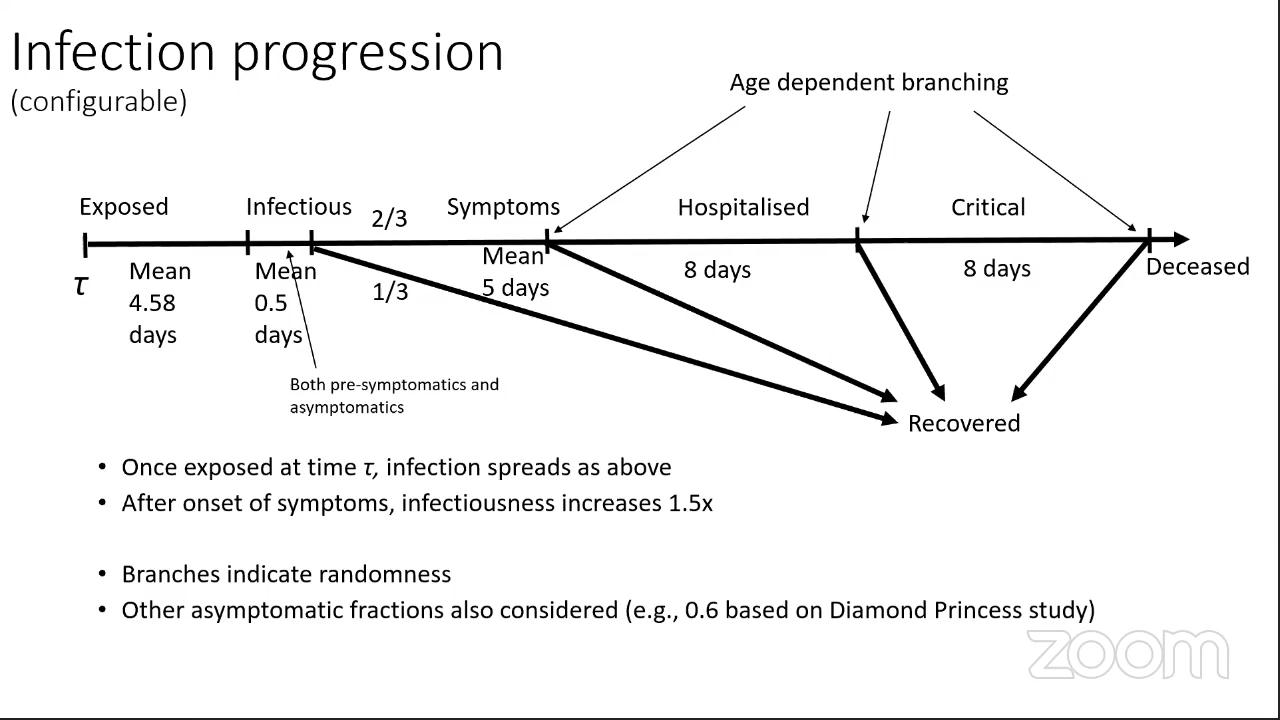 Infection progression
(configurable)
Age dependent branching
Exposed
Infectious
2/3
Symptoms
Hospitalised
Critical
τ
Mean
4.58
days
Mean
0.5
days
1/3
Mean
5 days
8 days
8 days
Deceased
Both pre-symptomatics and
asymptomatics
Recovered
• Once exposed at time τ, infection spreads as above
• After onset of symptoms, infectiousness increases 1.5x
• Branches indicate randomness
• Other asymptomatic fractions also considered (e.g., 0.6 based on Diamond Princess study)
zoom